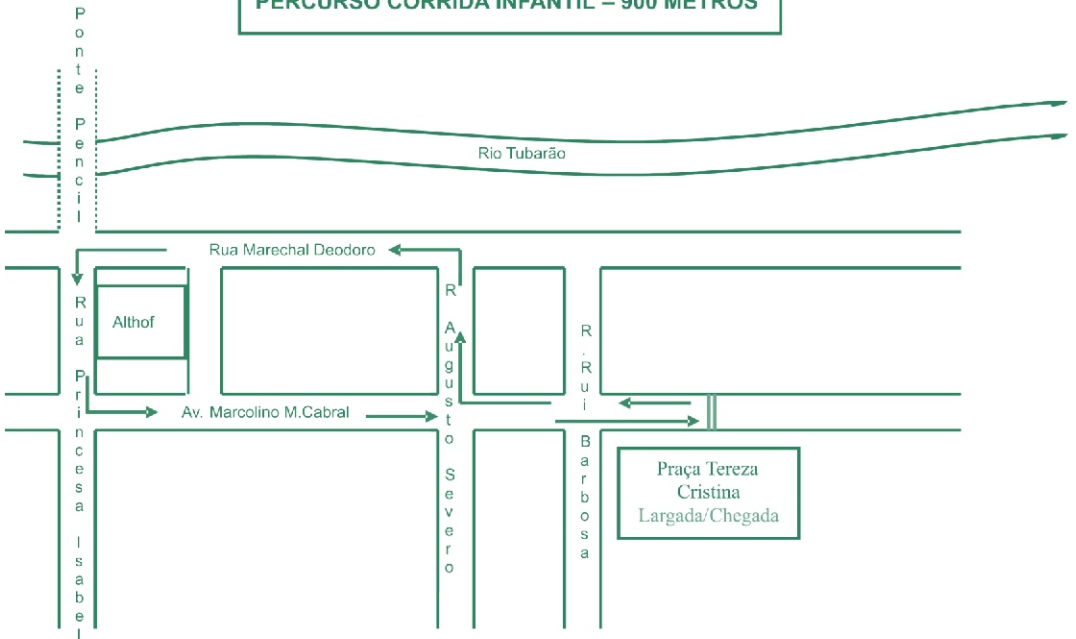 PERCURSO CORRIDA INFANTIL – 900 METROS
Ponte Pencil
Rio Tubarão
Rua Marechal Deodoro
Rua Princesa Isabel
Althof
R Augusto Severo
R.Rui Barbosa
Av. Marcolino M.Cabral
Praça Tereza
Cristina
Largada/Chegada